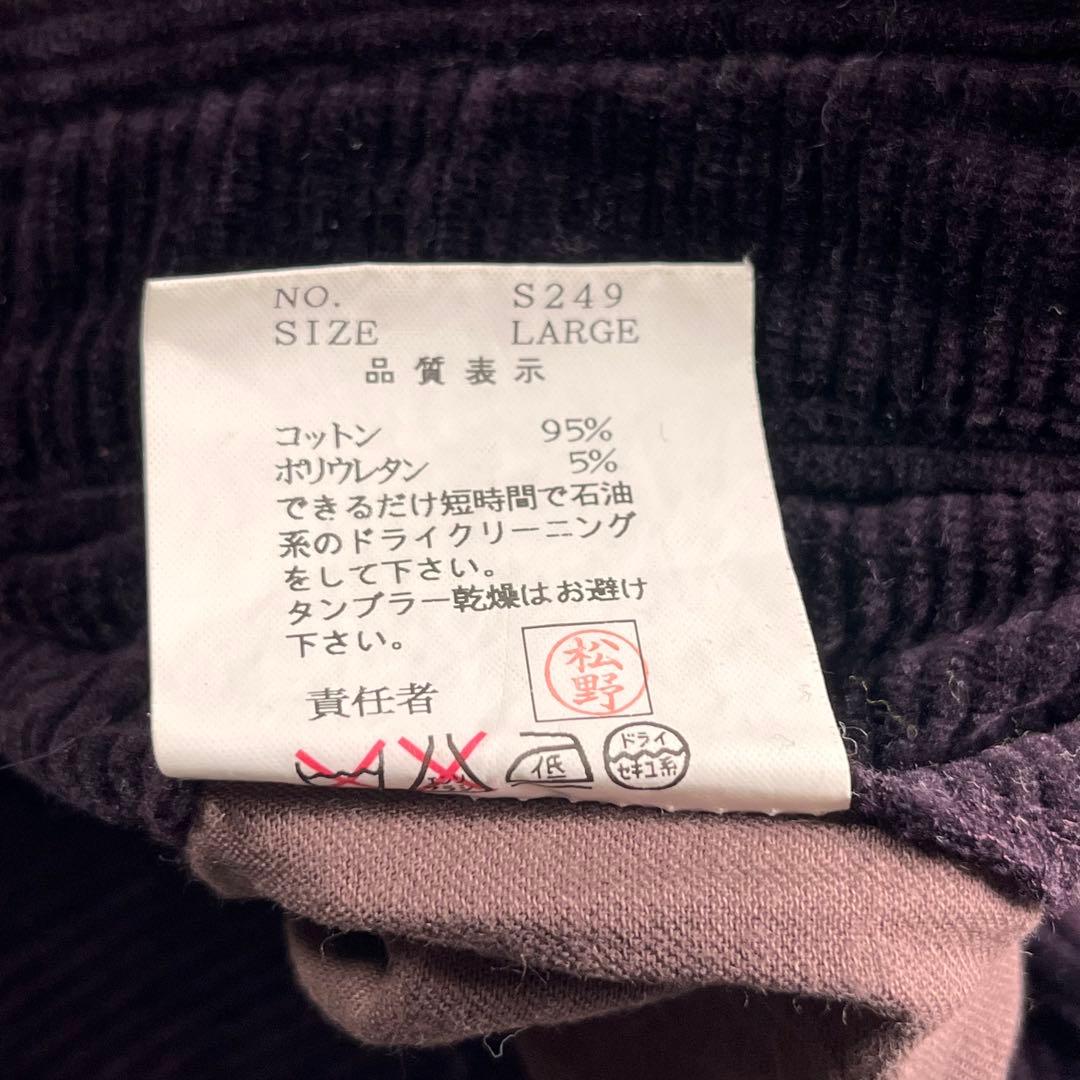 NO. S249
SIZE LARGE
品質表示
コットン 95%
ポリウレタン 5%
できるだけ短時間で石油
系のドライクリーニング
をして下さい。
タンブラー乾燥はお避け
下さい。
責任者 松野
低
ドライ
セキユ系